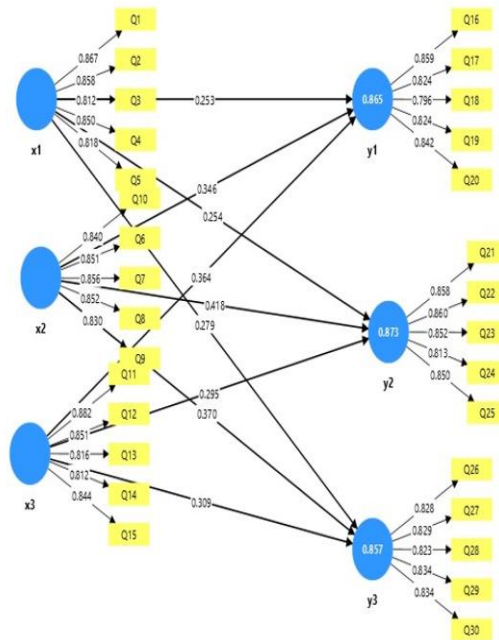 Q1
Q16
0.867
Q2
0.859
Q17
0.858
0.824
0.812
Q3
0.253
0.865
0.796
Q18
0.850
0.824
x1
0.818
Q4
y1
0.842
Q19
Q5
0.346
Q20
Q10
0.254
0.840
Q6
Q21
0.851
0.858
Q22
0.856
Q7
0.364
0.860
x2
0.852
0.418
0.873
0.852
Q23
0.830
Q8
0.279
0.813
Q24
y2
0.850
Q9
Q11
0.295
Q25
0.882
0.370
Q12
0.851
0.816
Q13
Q26
0.812
0.828
x3
0.844
Q14
0.309
0.829
Q27
Q15
0.857
0.823
Q28
0.834
Q29
y3
0.834
Q30